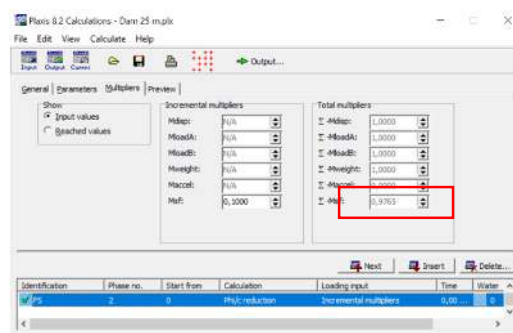 Plaxis 8.2 Calculations - Dam 25 m.plx
File Edit View Calculate Help
Input Output Curves Output...
General Parameters Multipliers Preview
Show
Input values
Reached values
Incremental multipliers
Mdisp: N/A
MloadA: N/A
MloadB: N/A
Mweight: N/A
Maccel: N/A
Msf: 0,1000
Total multipliers
Σ -Mdisp: 1,0000
Σ -MloadA: 1,0000
Σ -MloadB: 1,0000
Σ -Mweight: 1,0000
Σ -Maccel: 0,0000
Σ -Msf: 0,9765
Next Insert Delete...
Identification Phase no. Start from Calculation Loading input Time Water
FS 2 0 Phi/c reduction Incremental multipliers 0,00 ... 0